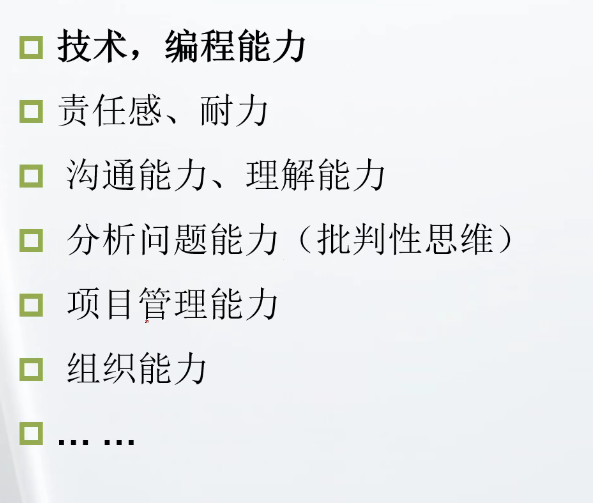 技术，编程能力
责任感、耐力
沟通能力、理解能力
分析问题能力（批判性思维）
项目管理能力
组织能力
... ...